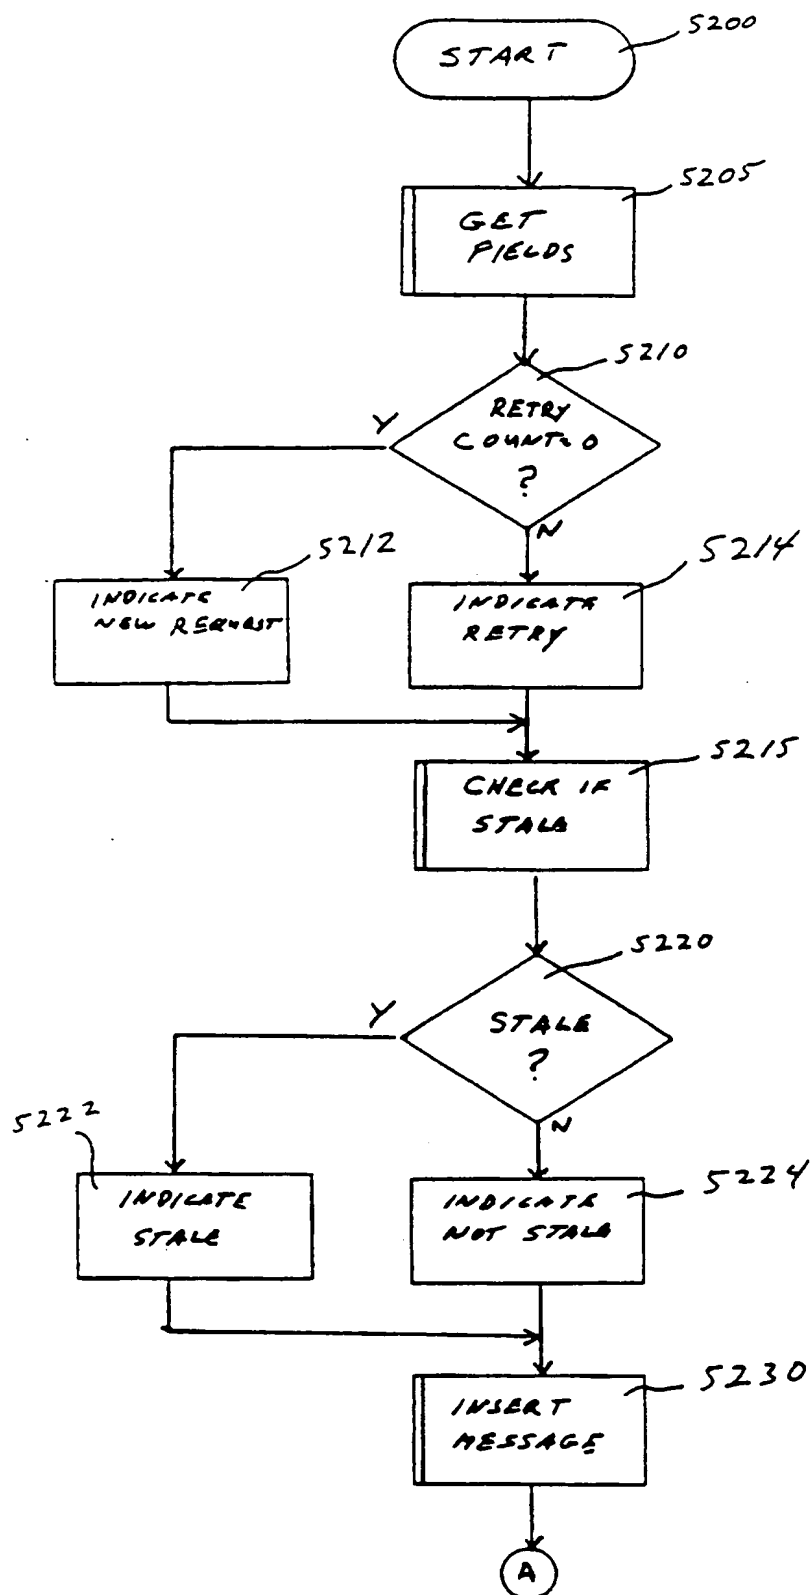 START
5200
GET
FIELDS
5205
RETRY
COUNT=0
?
5210
Y
N
INDICATE
NEW REQUEST
5212
INDICATE
RETRY
5214
CHECK IF
STALE
5215
STALE
?
5220
Y
N
INDICATE
STALE
5222
INDICATE
NOT STALE
5224
INSERT
MESSAGE
5230
A